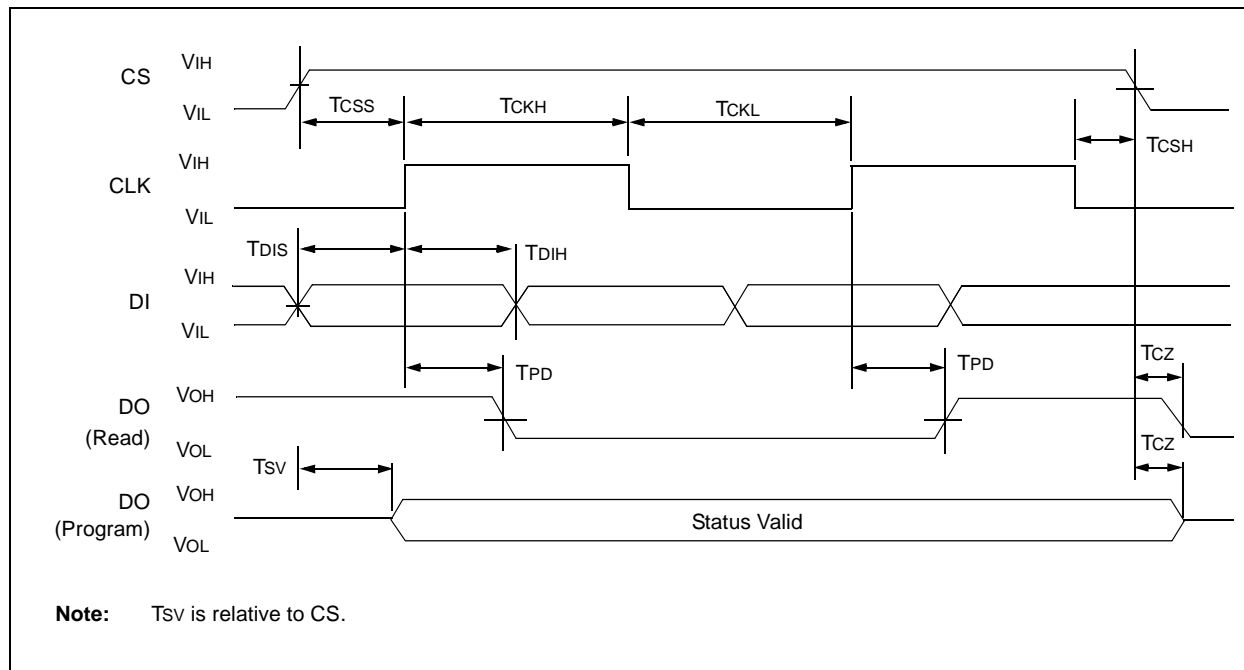 CS
VIH
VIL
TCSS
TCKH
TCKL
TCSH
CLK
VIH
VIL
TDIS
TDIH
DI
VIH
VIL
TPD
TPD
TCZ
DO
(Read)
VOH
VOL
TCZ
TSV
DO
(Program)
VOH
VOL
Status Valid
Note: TSV is relative to CS.